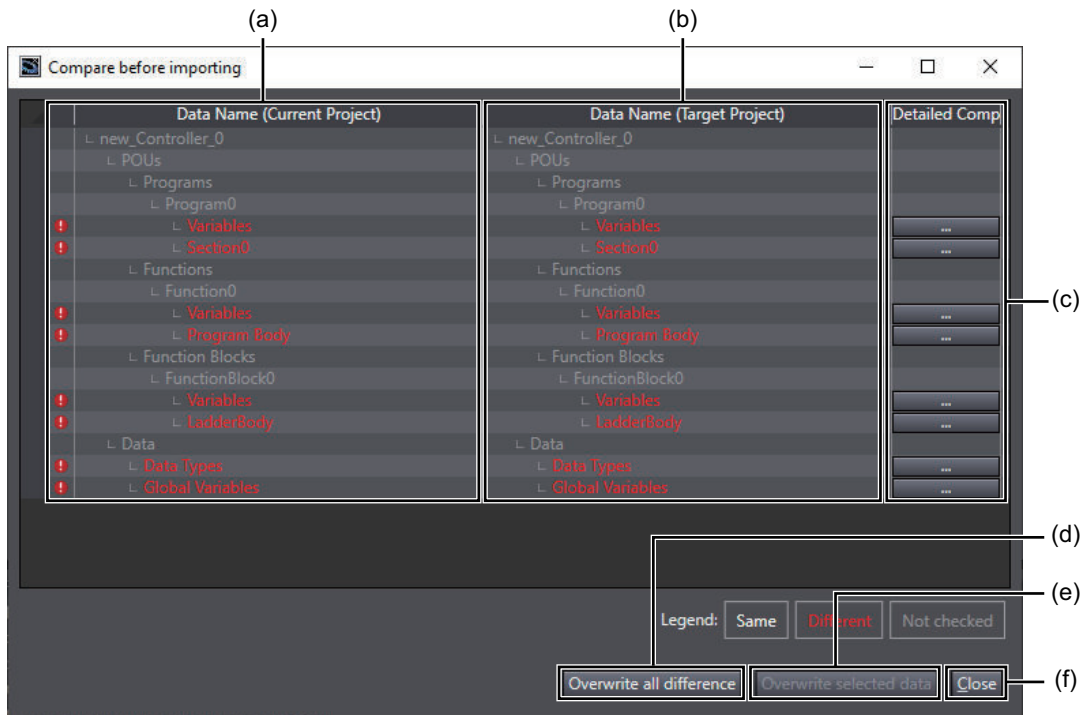 (a) (b)
Compare before importing
Data Name (Current Project) Data Name (Target Project) Detailed Comp
new_Controller_0 new_Controller_0
POUs POUs
Programs Programs
Program0 Program0
Variables Variables ...
Section0 Section0 ...
Functions Functions
Function0 Function0
Variables Variables ...
(c)
Program Body Program Body ...
Function Blocks Function Blocks
FunctionBlock0 FunctionBlock0
Variables Variables ...
LadderBody LadderBody ...
Data Data
Data Types Data Types ...
Global Variables Global Variables ...
(d)
(e)
Legend: Same Different Not checked
Overwrite all difference Overwrite selected data Close (f)